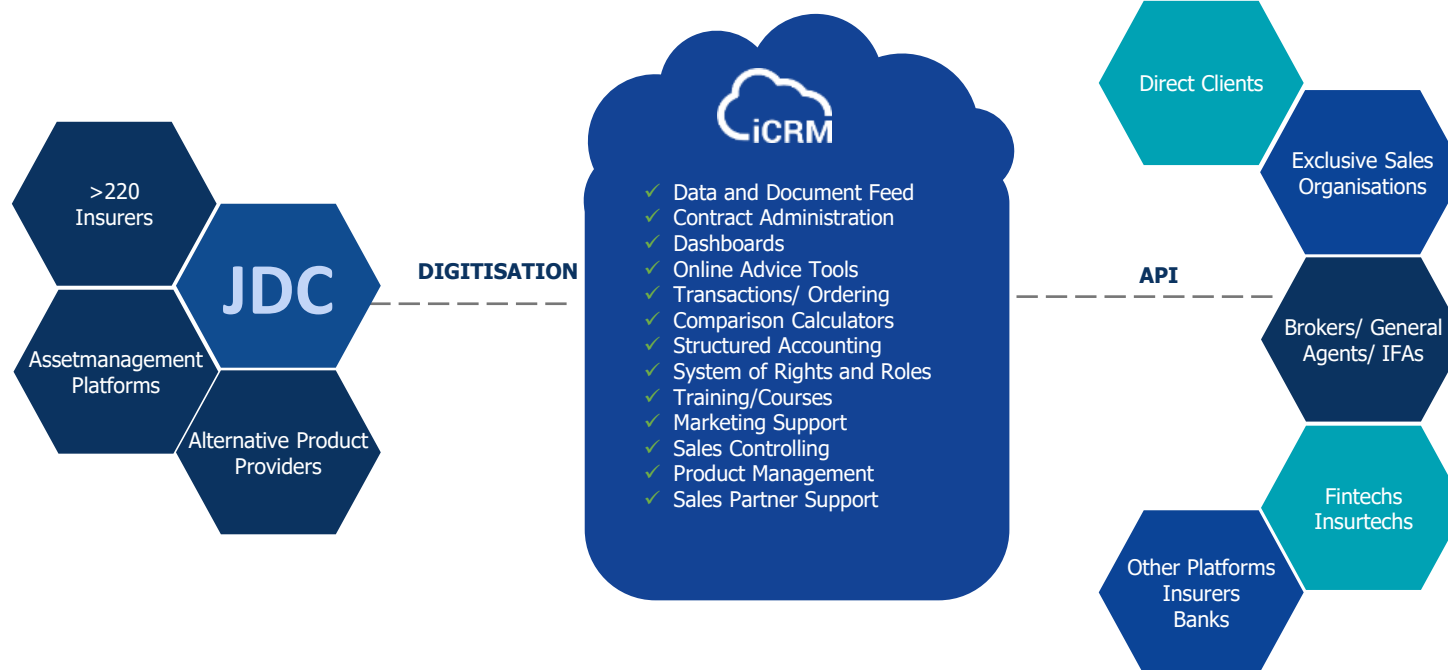 >220
Insurers
JDC
Assetmanagement
Platforms
Alternative Product
Providers
DIGITISATION
iCRM
✓ Data and Document Feed
✓ Contract Administration
✓ Dashboards
✓ Online Advice Tools
✓ Transactions/ Ordering
✓ Comparison Calculators
✓ Structured Accounting
✓ System of Rights and Roles
✓ Training/Courses
✓ Marketing Support
✓ Sales Controlling
✓ Product Management
✓ Sales Partner Support
API
Direct Clients
Exclusive Sales
Organisations
Brokers/ General
Agents/ IFAs
Fintechs
Insurtechs
Other Platforms
Insurers
Banks